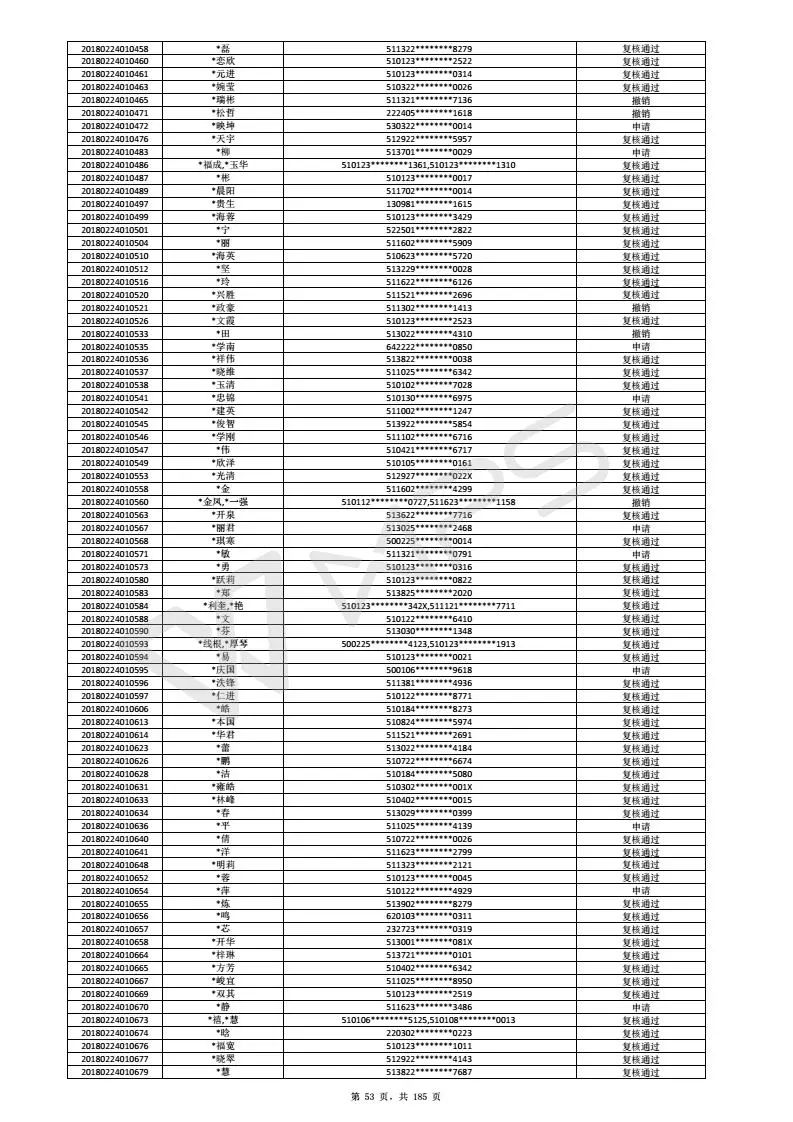 20180224010458 *磊 511322********8279 复核通过
20180224010460 *恋欣 510123********2522 复核通过
20180224010461 *元进 510123********0314 复核通过
20180224010463 *婉莹 510322********0026 复核通过
20180224010465 *瑞彬 511321********7136 撤销
20180224010471 *松哲 222405********1618 撤销
20180224010472 *映坤 530322********0014 申请
20180224010476 *天宇 512922********5957 复核通过
20180224010483 *柳 513701********0029 申请
20180224010486 *福成,*玉华 510123********1361,510123********1310 复核通过
20180224010487 *彬 510123********0017 复核通过
20180224010489 *晨阳 511702********0014 复核通过
20180224010497 *贵生 130981********1615 复核通过
20180224010499 *海蓉 510123********3429 复核通过
20180224010501 *宁 522501********2822 复核通过
20180224010504 *丽 511602********5909 复核通过
20180224010510 *海英 510623********5720 复核通过
20180224010512 *坚 513229********0028 复核通过
20180224010516 *玲 511622********6126 复核通过
20180224010520 *兴胜 511521********2696 复核通过
20180224010521 *政豪 511302********1413 撤销
20180224010526 *文霞 510123********2523 复核通过
20180224010533 *田 513022********4310 撤销
20180224010535 *学南 642222********0850 申请
20180224010536 *祥伟 513822********0038 复核通过
20180224010537 *晓维 511025********6342 复核通过
20180224010538 *玉清 510102********7028 复核通过
20180224010541 *忠锦 510130********6975 申请
20180224010542 *建英 511002********1247 复核通过
20180224010545 *俊智 513922********5854 复核通过
20180224010546 *学刚 511102********6716 复核通过
20180224010547 *伟 510421********6717 复核通过
20180224010549 *欣洋 510105********0161 复核通过
20180224010553 *光清 512927********022X 复核通过
20180224010558 *金 511602********4299 复核通过
20180224010560 *金凤,*一强 510112********0727,511623********1158 撤销
20180224010563 *开泉 513622********7716 复核通过
20180224010567 *丽君 513025********2468 申请
20180224010568 *琪寒 500225********0014 复核通过
20180224010571 *敏 511321********0791 申请
20180224010573 *勇 510123********0316 复核通过
20180224010580 *跃莉 510123********0822 复核通过
20180224010583 *郑 513825********2020 复核通过
20180224010584 *利奎,*艳 510123********342X,511121********7711 复核通过
20180224010588 *文 510122********6410 复核通过
20180224010590 *芬 513030********1348 复核通过
20180224010593 *线根,*厚琴 500225********4123,510123********1913 复核通过
20180224010594 *易 510123********0021 复核通过
20180224010595 *庆国 500106********9618 申请
20180224010596 *泆锋 511381********4936 复核通过
20180224010597 *仁进 510122********8771 复核通过
20180224010606 *皓 510184********8273 复核通过
20180224010613 *本国 510824********5974 复核通过
20180224010614 *华君 511521********2691 复核通过
20180224010623 *蕾 513022********4184 复核通过
20180224010626 *鹏 510722********6674 复核通过
20180224010628 *洁 510184********5080 复核通过
20180224010631 *雍皓 510302********001X 复核通过
20180224010633 *林峰 510402********0015 复核通过
20180224010634 *春 513029********0399 复核通过
20180224010636 *平 511025********4139 申请
20180224010640 *倩 510722********0026 复核通过
20180224010641 *洋 511623********2799 复核通过
20180224010648 *明莉 511323********2121 复核通过
20180224010652 *蓉 510123********0045 复核通过
20180224010654 *萍 510122********4929 申请
20180224010655 *炼 513902********8279 复核通过
20180224010656 *鸣 620103********0311 复核通过
20180224010657 *芯 232723********0319 复核通过
20180224010658 *开华 513001********081X 复核通过
20180224010664 *梓琳 513721********0101 复核通过
20180224010665 *方芳 510402********6342 复核通过
20180224010667 *峻宜 511025********8950 复核通过
20180224010669 *双其 510123********2519 复核通过
20180224010670 *静 511623********3486 申请
20180224010673 *禧,*慧 510106********5125,510108********0013 复核通过
20180224010674 *晗 220302********0223 复核通过
20180224010676 *福宽 510123********1011 复核通过
20180224010677 *晓翠 512922********4143 复核通过
20180224010679 *慧 513822********7687 复核通过
第 53 页，共 185 页